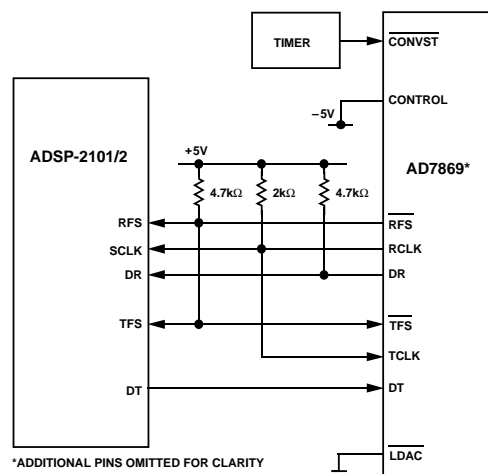 TIMER
CONVST
CONTROL
–5V
ADSP-2101/2
+5V
AD7869*
4.7kΩ 2kΩ 4.7kΩ
RFS RFS
SCLK RCLK
DR DR
TFS TFS
TCLK
DT DT
LDAC
*ADDITIONAL PINS OMITTED FOR CLARITY